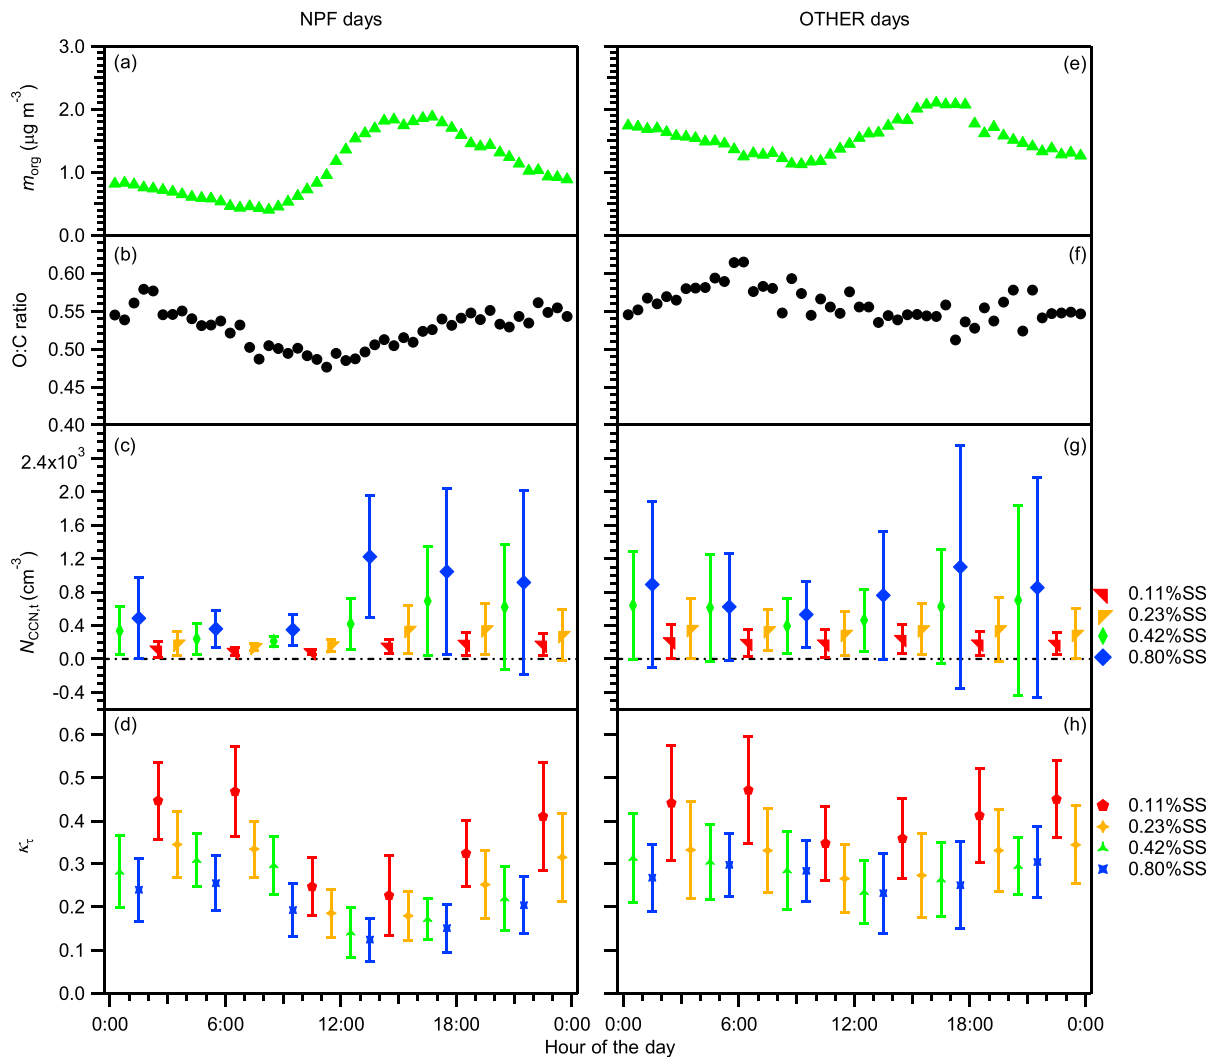 NPF days
OTHER days
(a)
(e)
3.0
2.0
1.0
0.0
m_org (µg m⁻³)
(b)
(f)
0.60
0.55
0.50
0.45
0.40
O:C ratio
(c)
(g)
2.4x10³
2.0
1.6
1.2
0.8
0.4
0.0
-0.4
N_CCN,t (cm⁻³)
0.11%SS
0.23%SS
0.42%SS
0.80%SS
(d)
(h)
0.6
0.5
0.4
0.3
0.2
0.1
0.0
κ_τ
0.11%SS
0.23%SS
0.42%SS
0.80%SS
0:00 6:00 12:00 18:00 0:00
0:00 6:00 12:00 18:00 0:00
Hour of the day